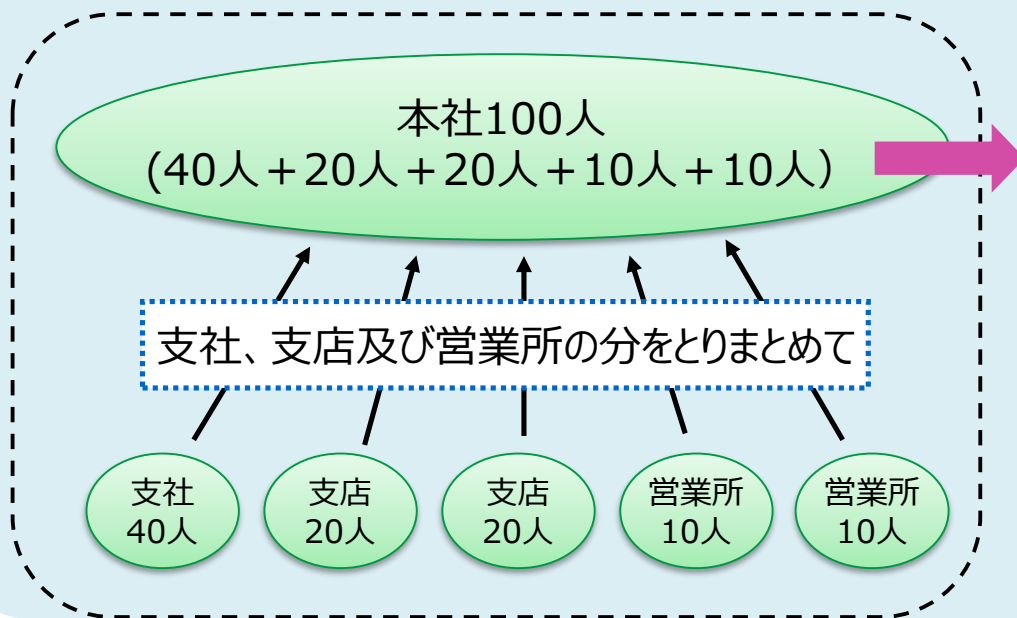 本社100人
(40人＋20人＋20人＋10人＋10人）
支社、支店及び営業所の分をとりまとめて
支社
40人
支店
20人
支店
20人
営業所
10人
営業所
10人